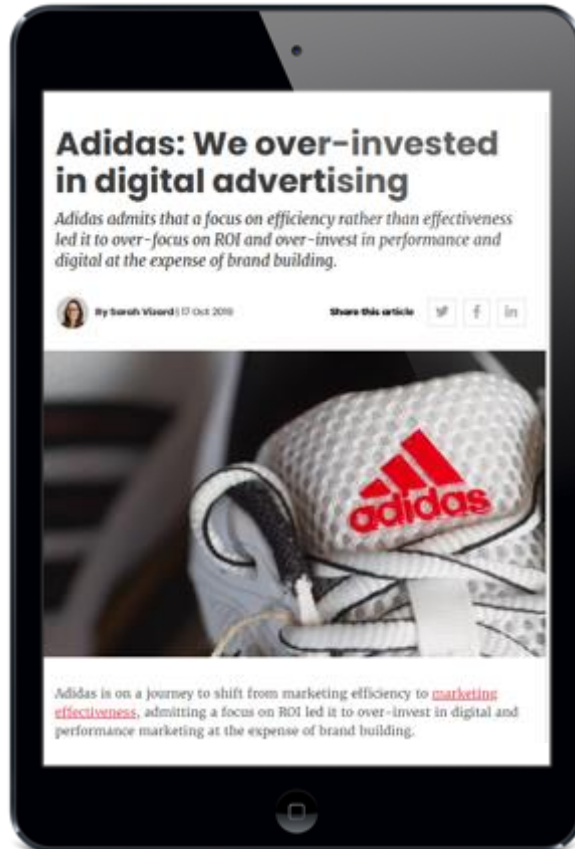 Adidas: We over-invested
in digital advertising
Adidas admits that a focus on efficiency rather than effectiveness
led it to over-focus on ROI and over-invest in performance and
digital at the expense of brand building.
By Sarah Vizard | 17 Oct 2019
Share this article
adidas
Adidas is on a journey to shift from marketing efficiency to marketing
effectiveness, admitting a focus on ROI led it to over-invest in digital and
performance marketing at the expense of brand building.